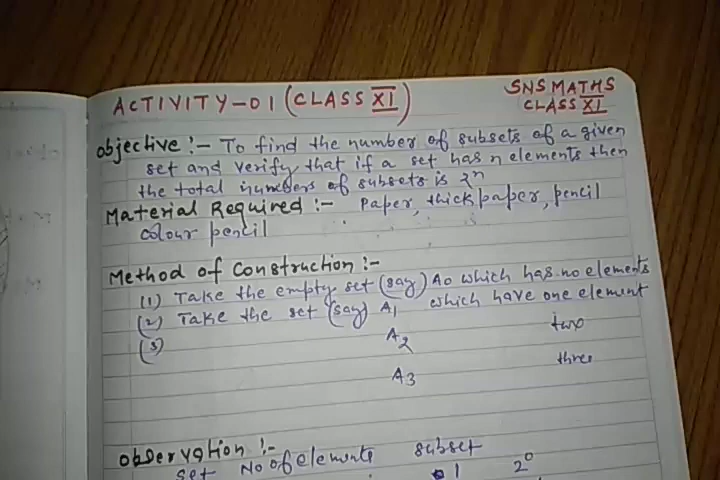 SNS MATHS
ACTIVITY-01 (CLASS XI)
CLASS XI
Objective :- To find the number of subsets of a given
set and verify that if a set has n elements then
the total numbers of subsets is 2ⁿ
Material Required :- Paper, thick paper, pencil
colour pencil
Method of Construction :-
(1) Take the empty set (say) A0 which has no elements
(2) Take the set (say) A1 which have one element
(3) A2 two
A3 three
Observation :-
set No of elements subset
1 2⁰